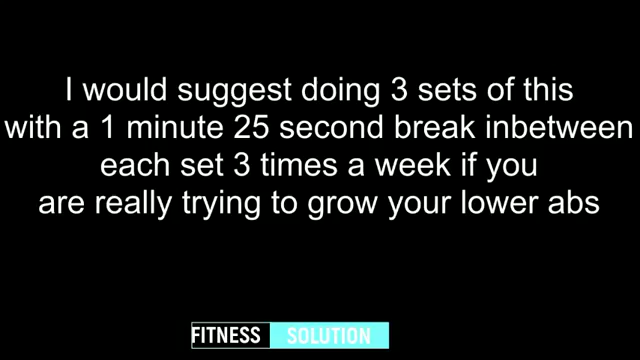 I would suggest doing 3 sets of this
with a 1 minute 25 second break inbetween
each set 3 times a week if you
are really trying to grow your lower abs
FITNESS SOLUTION